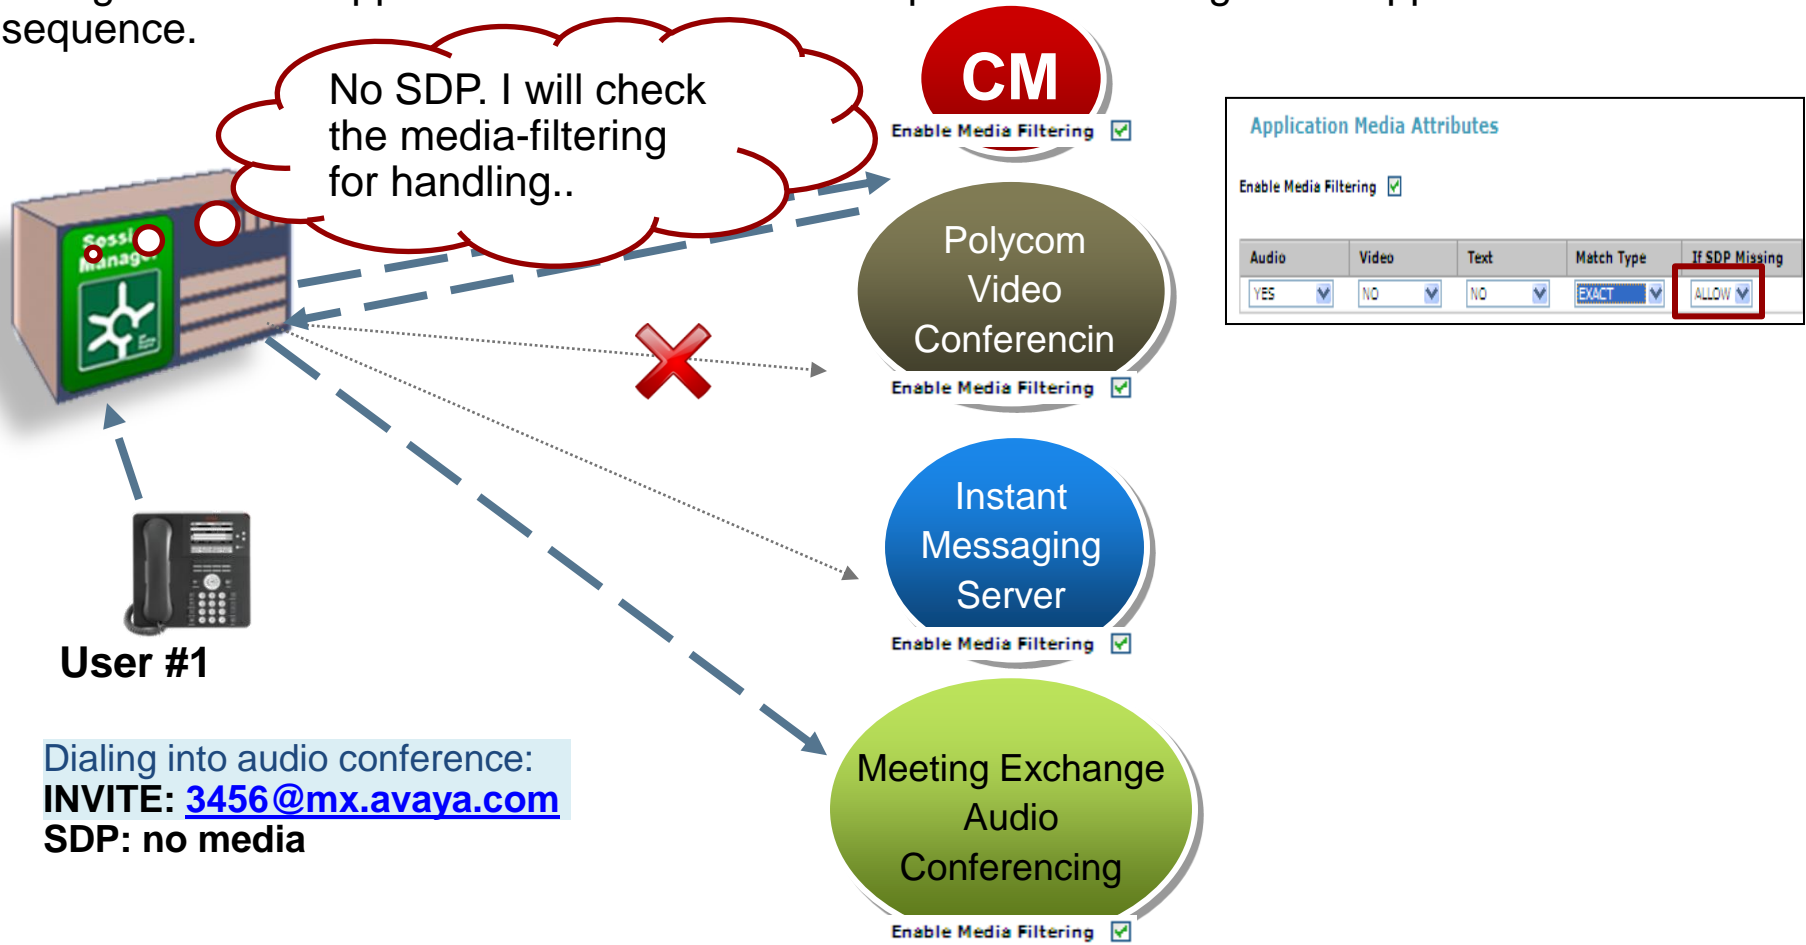 sequence.
No SDP. I will check
the media-filtering
for handling..
CM
Enable Media Filtering
Application Media Attributes
Enable Media Filtering
Audio Video Text Match Type If SDP Missing
YES NO NO EXACT ALLOW
Session
Manager
Polycom
Video
Conferencin
Enable Media Filtering
Instant
Messaging
Server
Enable Media Filtering
User #1
Dialing into audio conference:
INVITE: 3456@mx.avaya.com
SDP: no media
Meeting Exchange
Audio
Conferencing
Enable Media Filtering